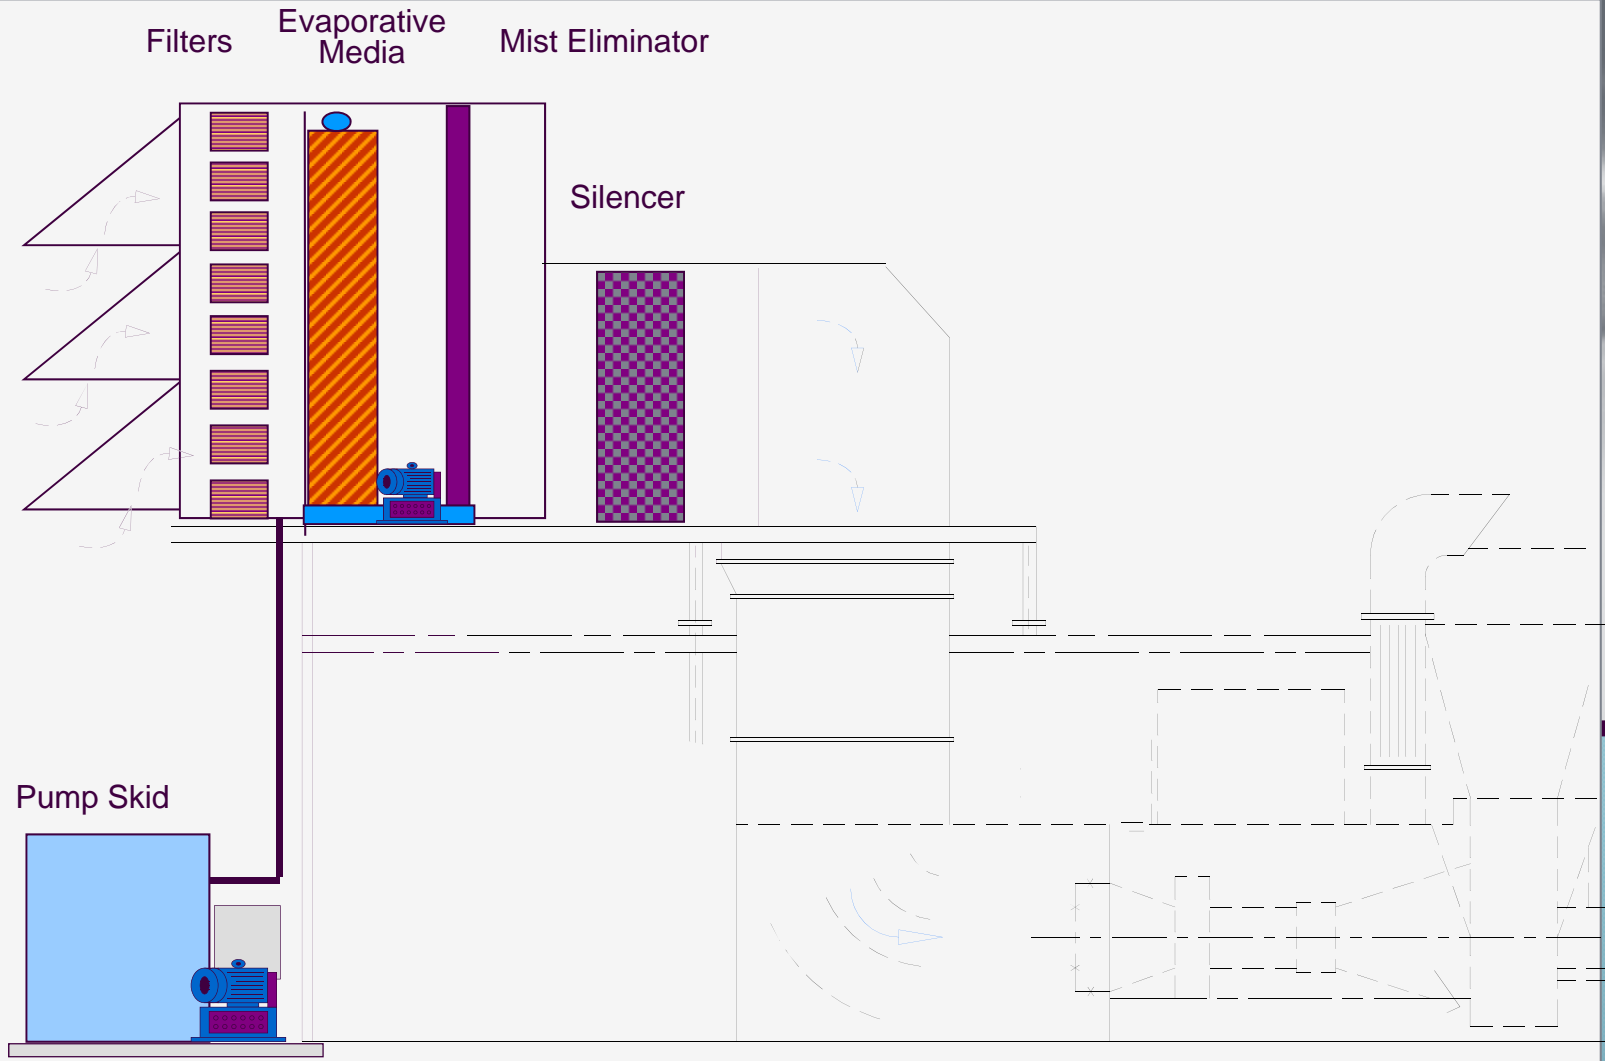 Filters
Evaporative
Media
Mist Eliminator
Silencer
Pump Skid